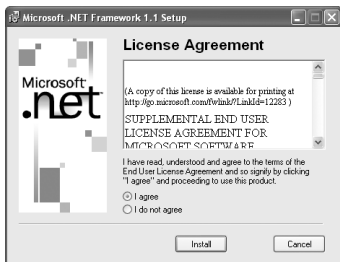 Microsoft .NET Framework 1.1 Setup
Microsoft
.net
License Agreement
(A copy of this license is available for printing at
http://go.microsoft.com/fwlink/?LinkId=12283 )
SUPPLEMENTAL END USER
LICENSE AGREEMENT FOR
MICROSOFT SOFTWARE
I have read, understood and agree to the terms of the
End User License Agreement and so signify by clicking
"I agree" and proceeding to use this product.
I agree
I do not agree
Install
Cancel